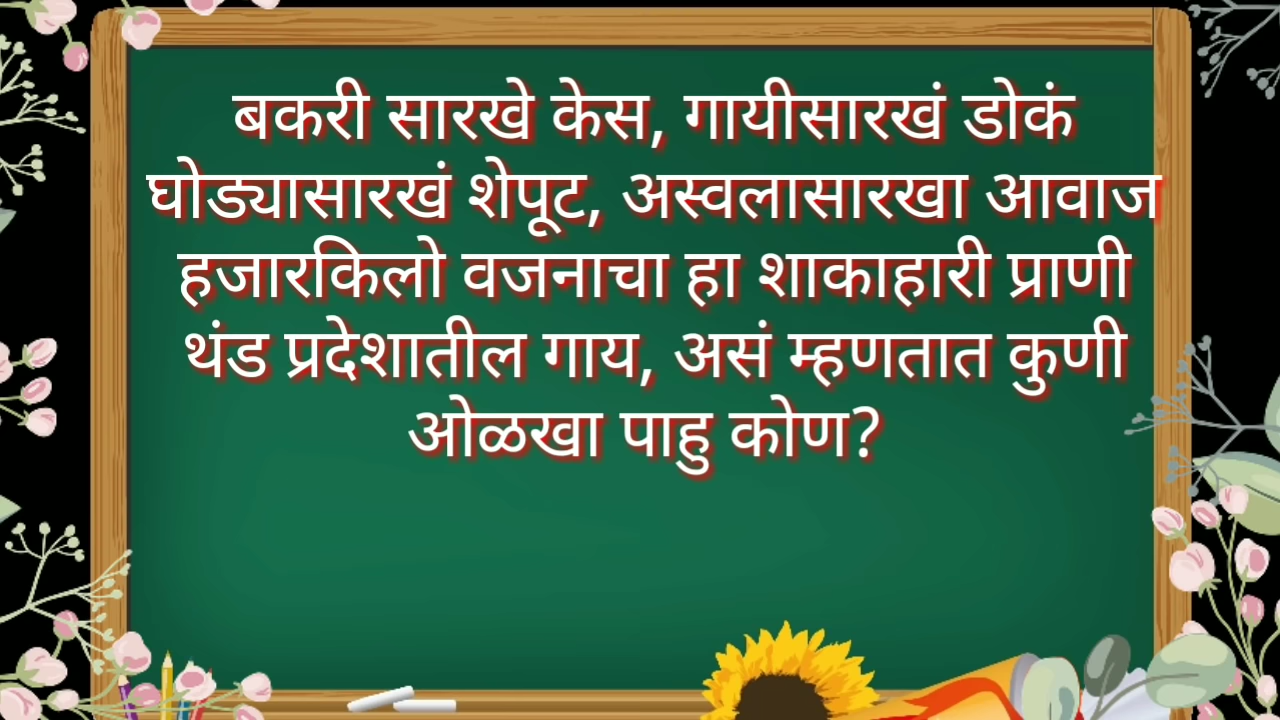 बकरी सारखे केस, गायीसारखं डोकं
घोड्यासारखं शेपूट, अस्वलासारखा आवाज
हजारकिलो वजनाचा हा शाकाहारी प्राणी
थंड प्रदेशातील गाय, असं म्हणतात कुणी
ओळखा पाहु कोण?